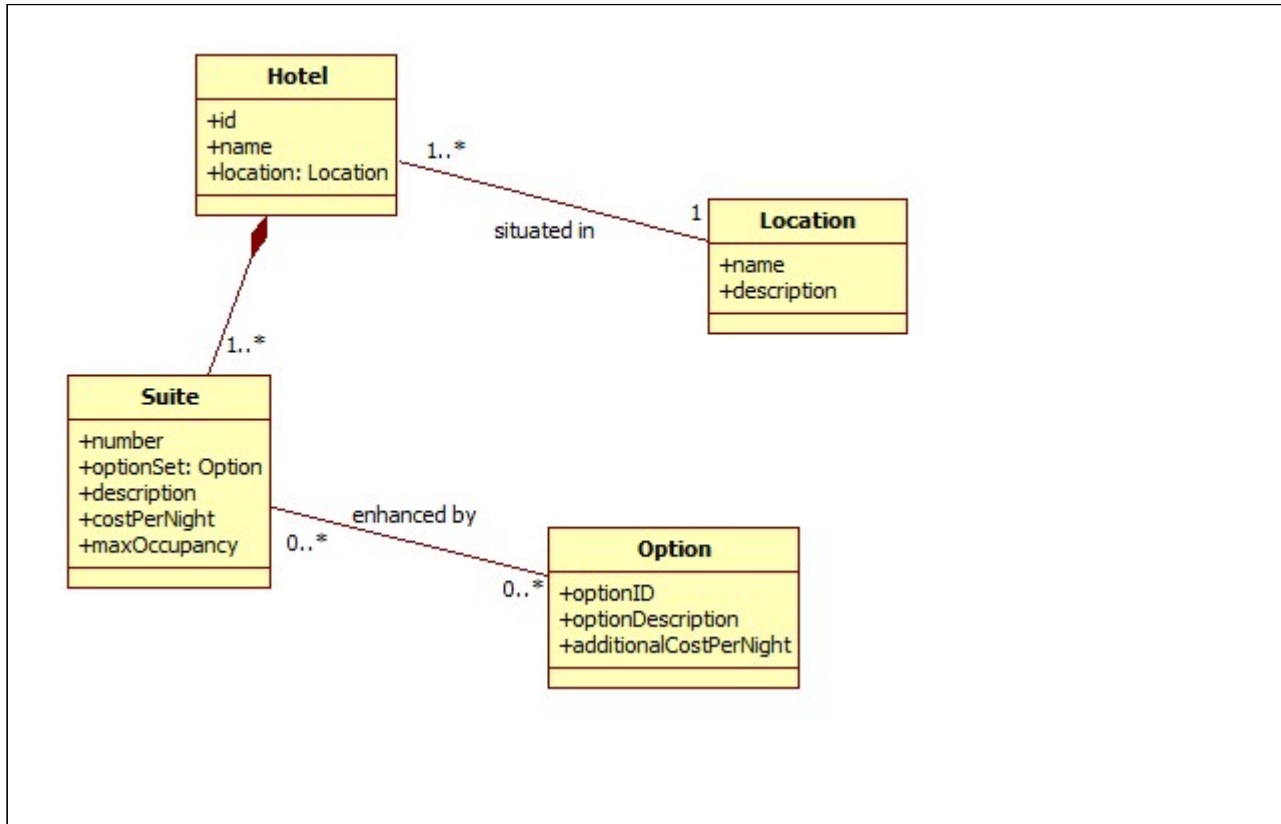 Hotel
+id
+name
+location: Location
1..*
1
situated in
Location
+name
+description
1..*
Suite
+number
+optionSet: Option
+description
+costPerNight
+maxOccupancy
enhanced by
0..*
0..*
Option
+optionID
+optionDescription
+additionalCostPerNight